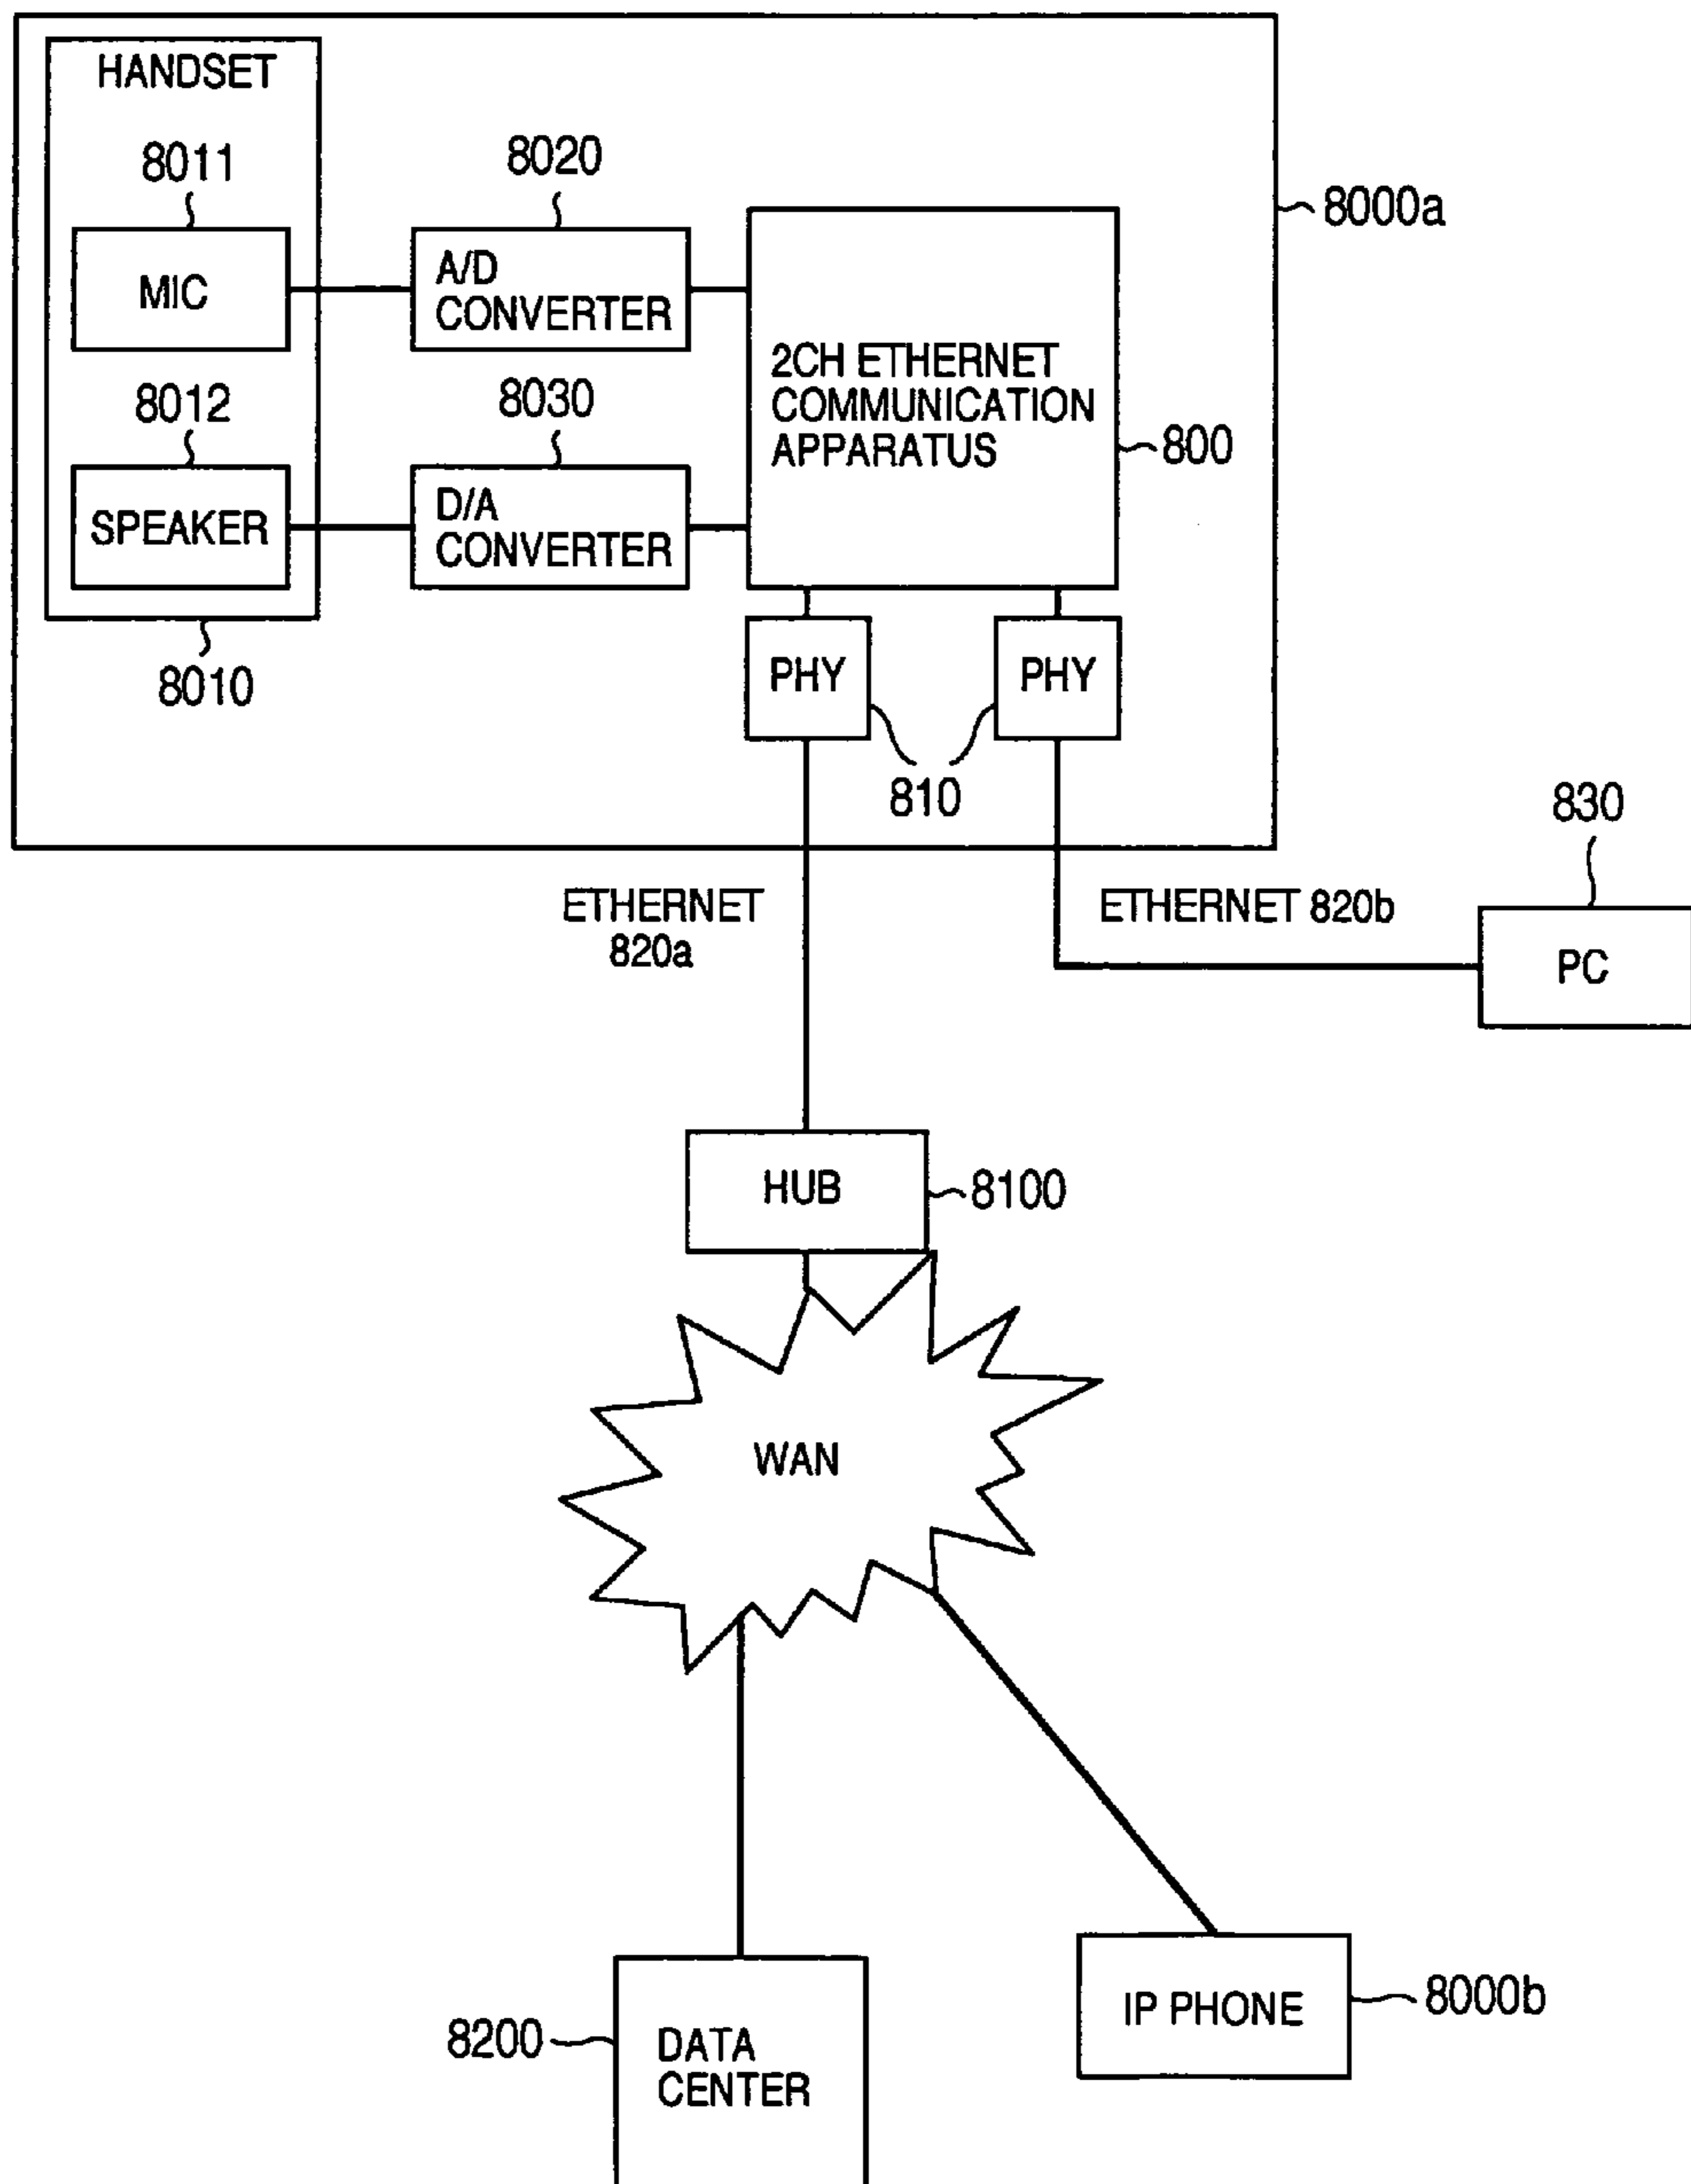 HANDSET
8011
8020
8000a
MIC
A/D
CONVERTER
2CH ETHERNET
COMMUNICATION
APPARATUS
800
8012
8030
SPEAKER
D/A
CONVERTER
8010
PHY
PHY
810
830
ETHERNET
820a
ETHERNET 820b
PC
HUB
8100
WAN
8200
DATA
CENTER
IP PHONE
8000b